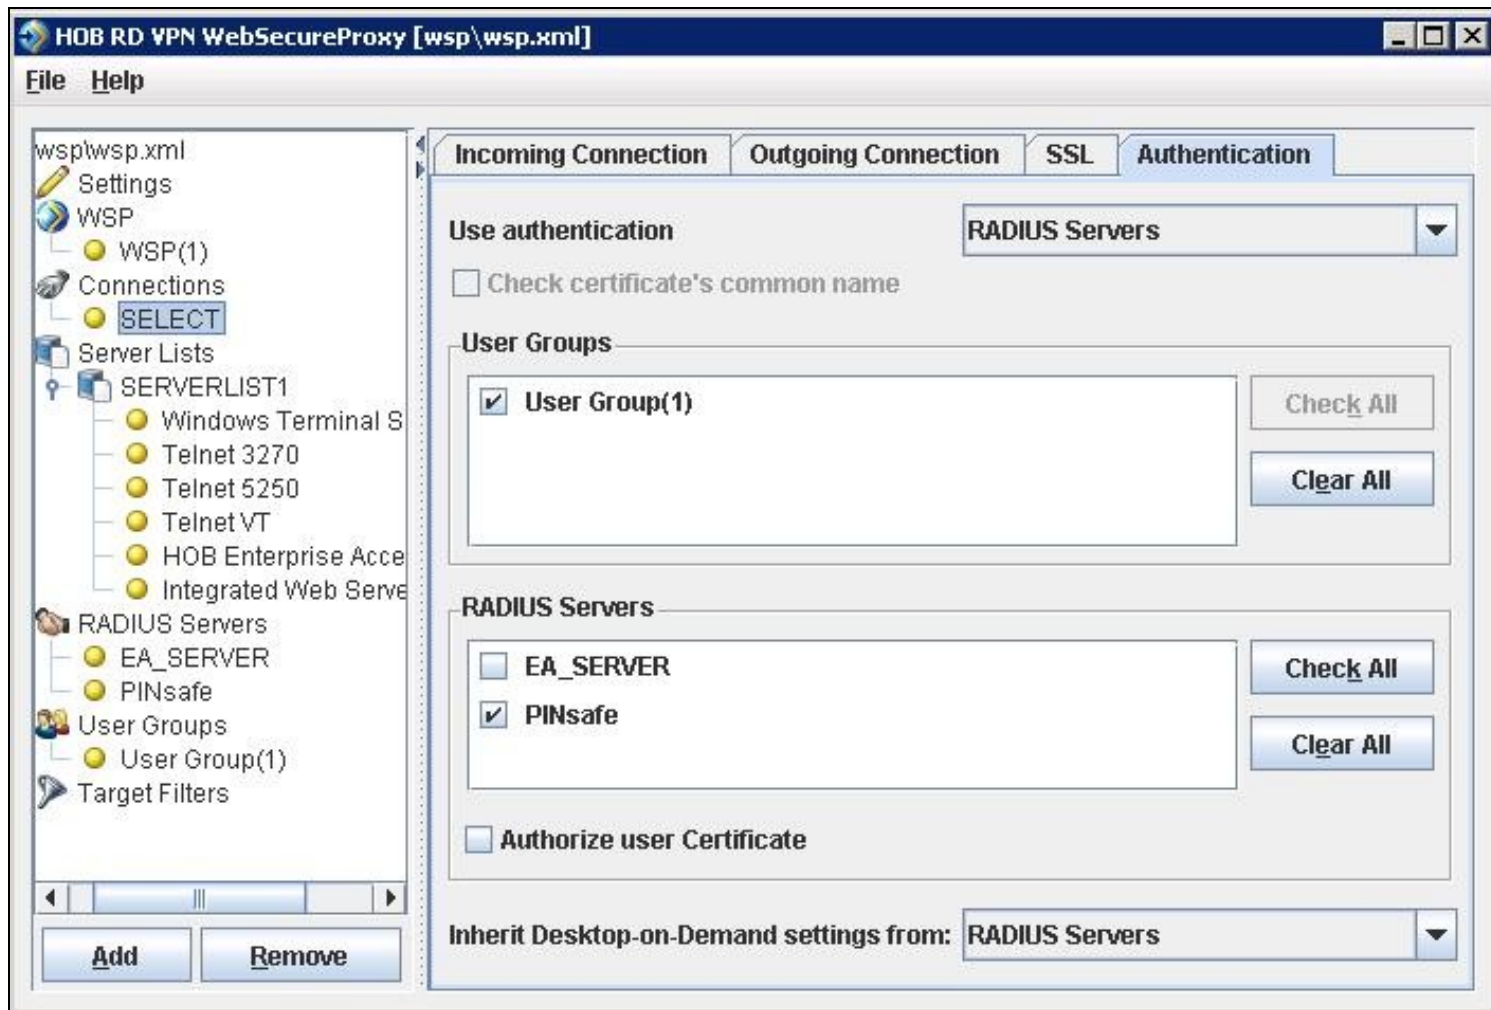 HOB RD VPN WebSecureProxy [wsp\wsp.xml]
File Help
wsp\wsp.xml
Settings
WSP
WSP(1)
Connections
SELECT
Server Lists
SERVERLIST1
Windows Terminal S
Telnet 3270
Telnet 5250
Telnet VT
HOB Enterprise Acce
Integrated Web Serve
RADIUS Servers
EA_SERVER
PINsafe
User Groups
User Group(1)
Target Filters
Add Remove
Incoming Connection Outgoing Connection SSL Authentication
Use authentication RADIUS Servers
Check certificate's common name
User Groups
User Group(1)
Check All
Clear All
RADIUS Servers
EA_SERVER
Check All
PINsafe
Clear All
Authorize user Certificate
Inherit Desktop-on-Demand settings from: RADIUS Servers